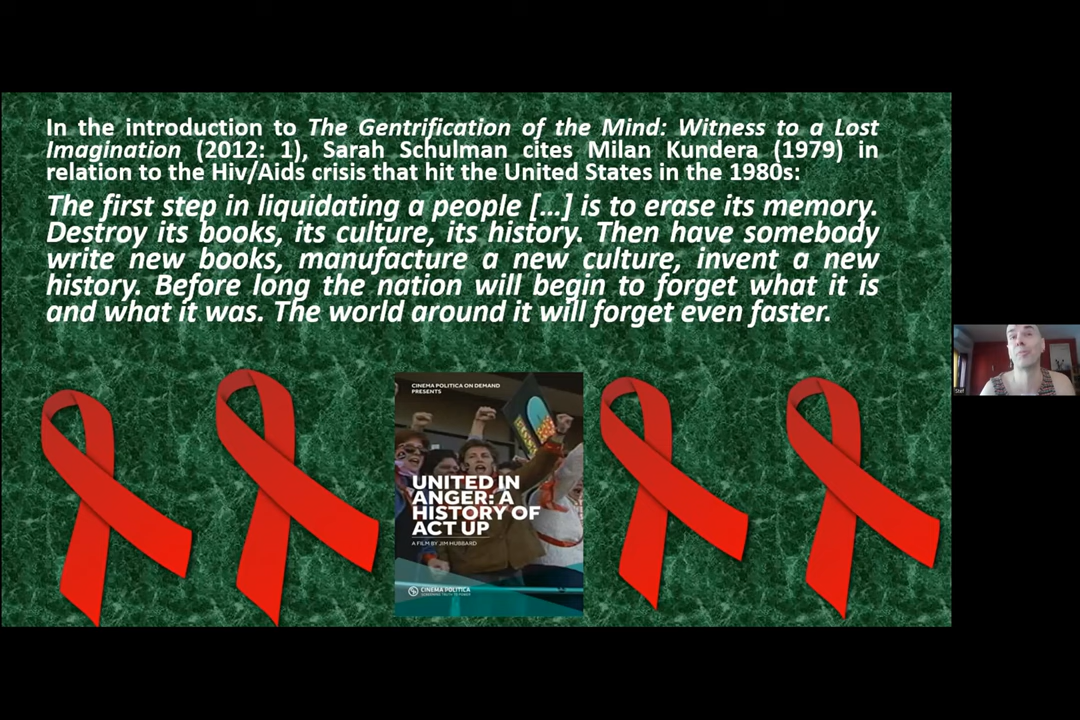 In the introduction to The Gentrification of the Mind: Witness to a Lost
Imagination (2012: 1), Sarah Schulman cites Milan Kundera (1979) in
relation to the Hiv/Aids crisis that hit the United States in the 1980s:
The first step in liquidating a people [...] is to erase its memory.
Destroy its books, its culture, its history. Then have somebody
write new books, manufacture a new culture, invent a new
history. Before long the nation will begin to forget what it is
and what it was. The world around it will forget even faster.
CINEMA POLITICA ON DEMAND
PRESENTS
UNITED IN
ANGER: A
HISTORY OF
ACT UP
A FILM BY JIM HUBBARD
CINEMA POLITICA
SCREENING TRUTH TO POWER
Stef